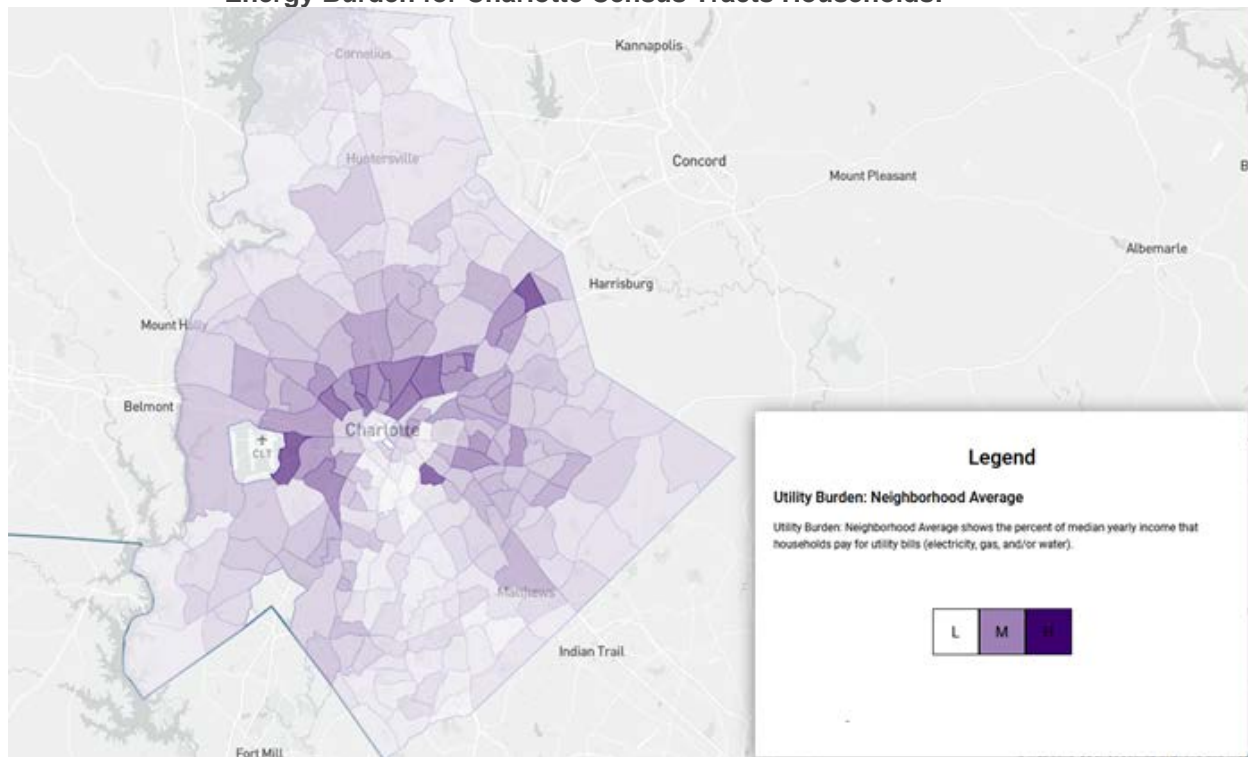 Energy Burden for Charlotte Census Tracts Households:
Cornelius
Kannapolis
Huntersville
Concord
Mount Pleasant
B
Albemarle
Harrisburg
Mount Holly
Belmont
Charlotte
CLT
Matthews
Indian Trail
Fort Mill
Legend
Utility Burden: Neighborhood Average
Utility Burden: Neighborhood Average shows the percent of median yearly income that
households pay for utility bills (electricity, gas, and/or water).
L M H